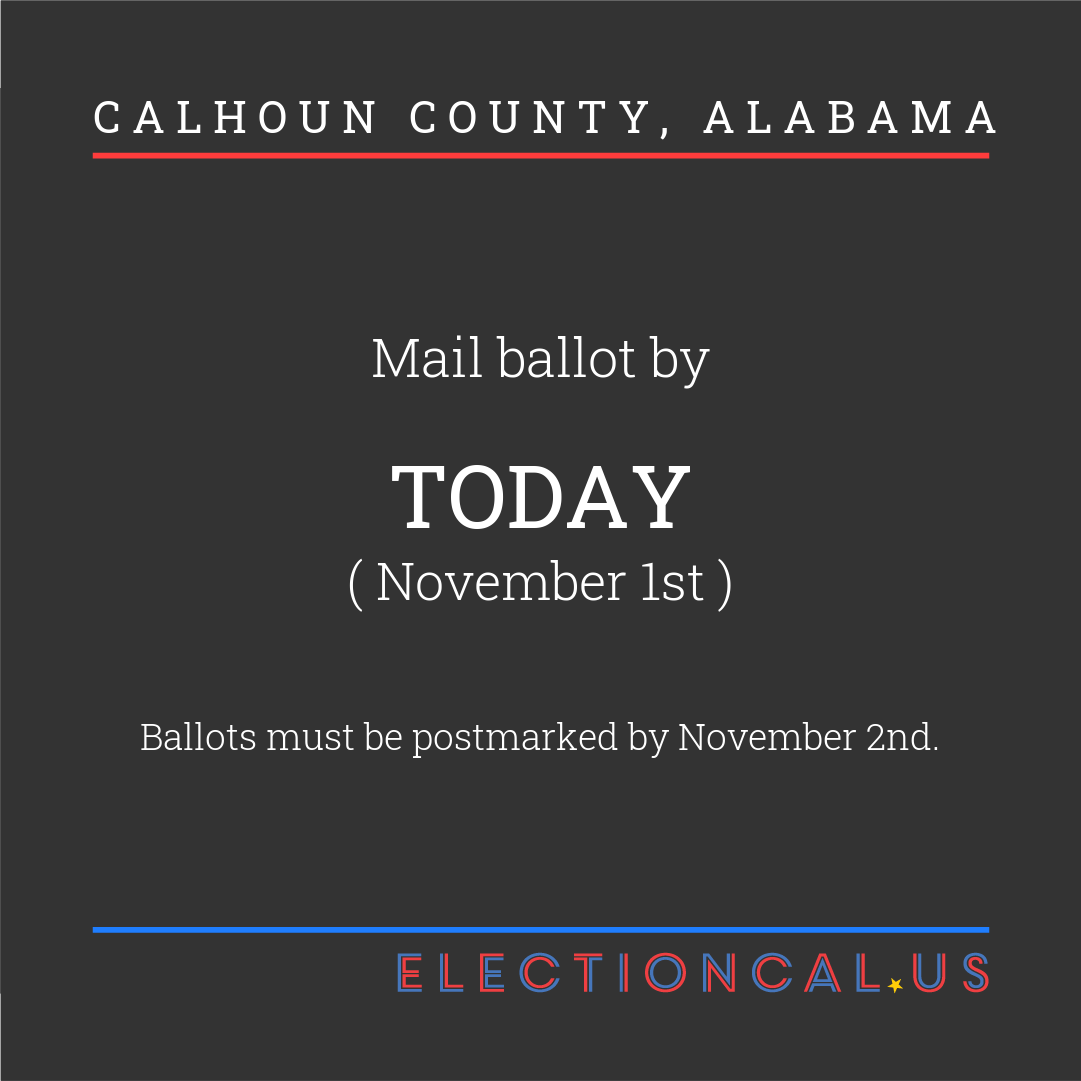 CALHOUN COUNTY, ALABAMA
Mail ballot by
TODAY
( November 1st )
Ballots must be postmarked by November 2nd.
ELECTIONCAL.US